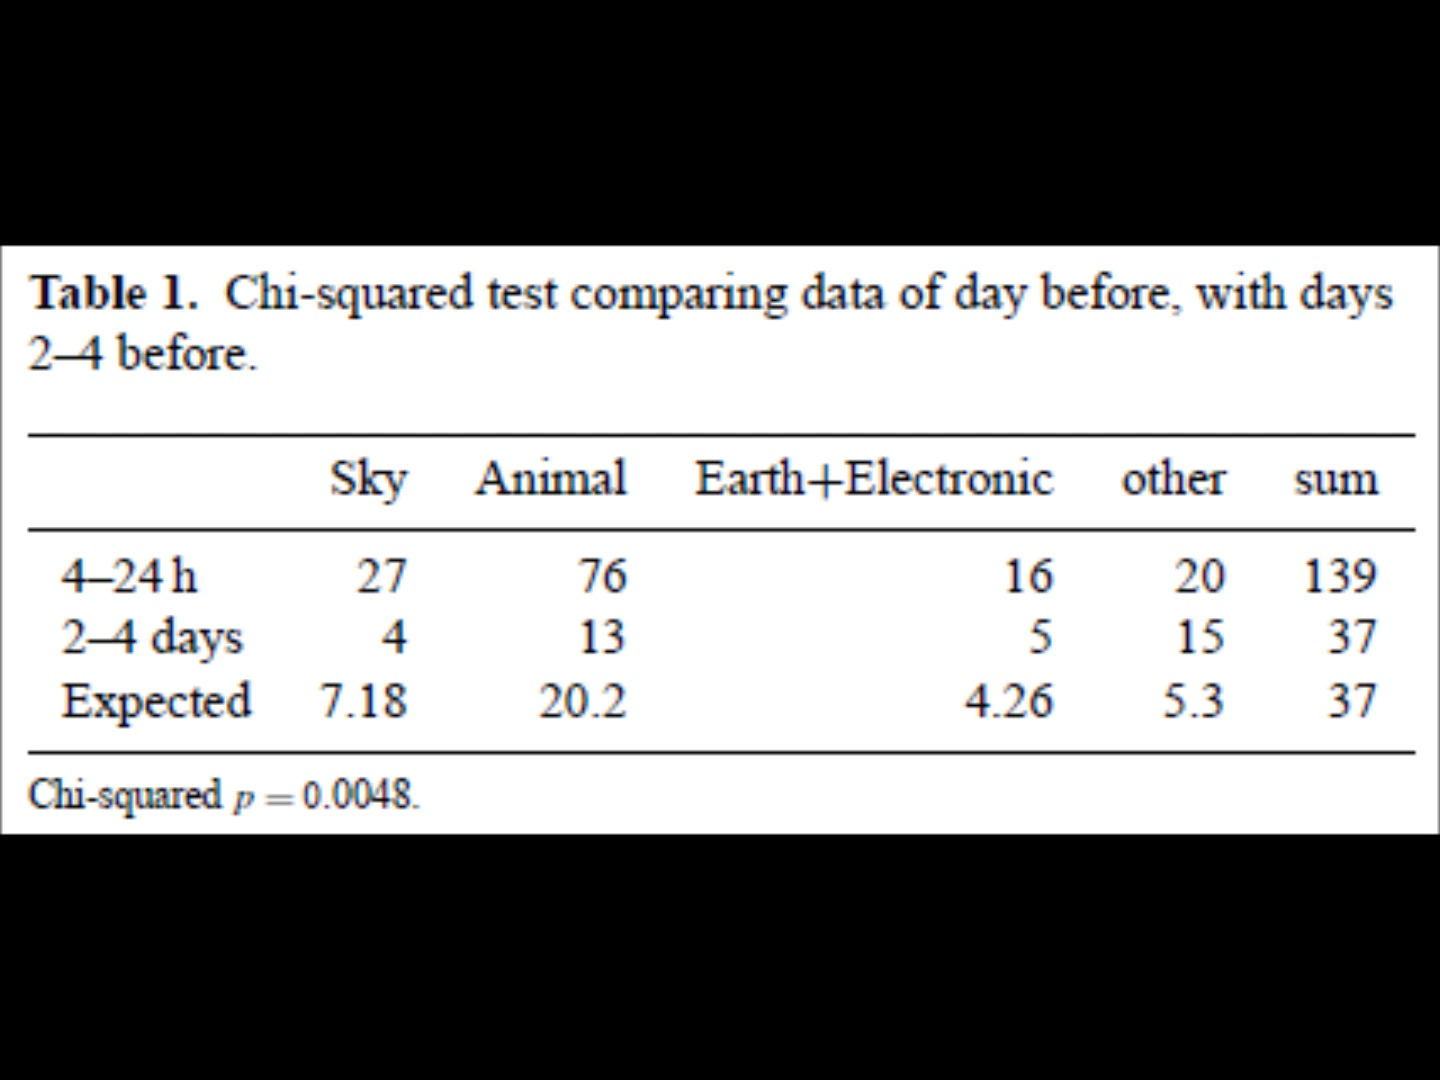 Table 1. Chi-squared test comparing data of day before, with days
2–4 before.
Sky Animal Earth+Electronic other sum
4–24 h 27 76 16 20 139
2–4 days 4 13 5 15 37
Expected 7.18 20.2 4.26 5.3 37
Chi-squared p = 0.0048.